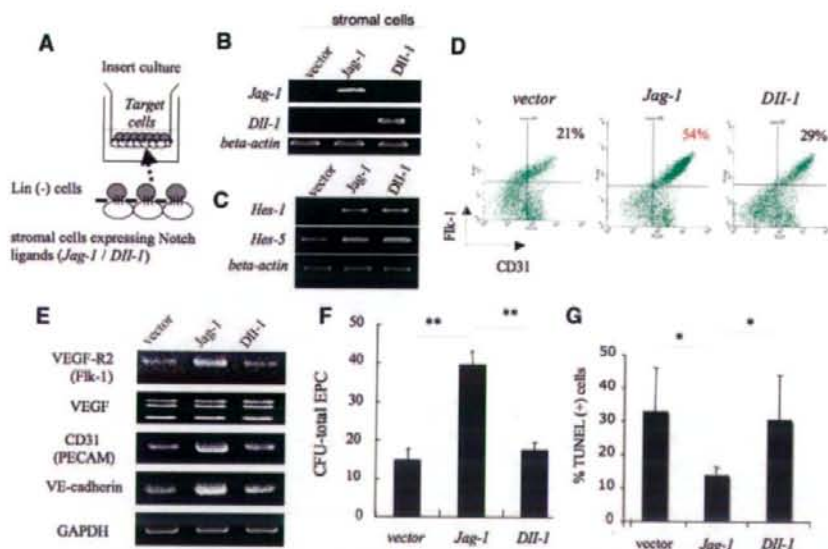 A
Insert culture
Target
cells
Lin (-) cells
stromal cells expressing Notch
ligands (Jag-1 / Dll-1)
B
stromal cells
vector
Jag-1
Dll-1
Jag-1
Dll-1
beta-actin
C
vector
Jag-1
Dll-1
Hes-1
Hes-5
beta-actin
D
vector
Jag-1
Dll-1
21%
54%
29%
Flk-1
CD31
E
vector
Jag-1
Dll-1
VEGF-R2
(Flk-1)
VEGF
CD31
(PECAM)
VE-cadherin
GAPDH
F
CFU-total EPC
50
40
30
20
10
0
**
**
vector
Jag-1
Dll-1
G
% TUNEL (+) cells
50
40
30
20
10
0
*
*
vector
Jag-1
Dll-1